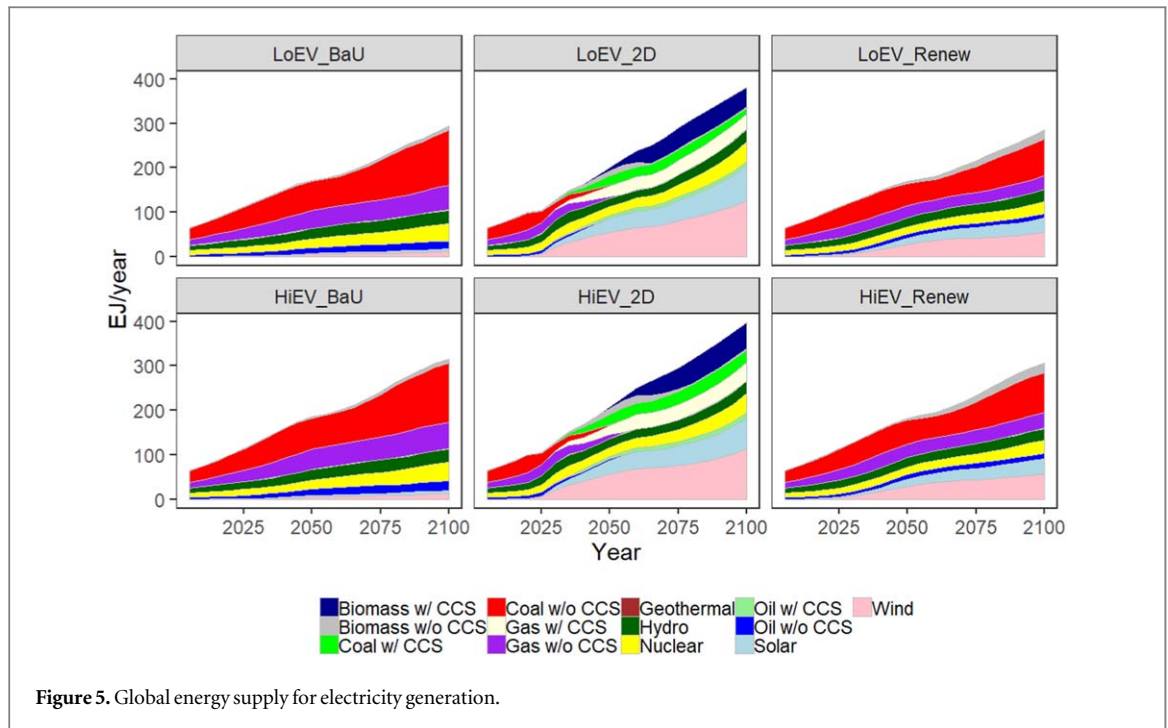 LoEV_BaU LoEV_2D LoEV_Renew
400
300
200
100
0
HiEV_BaU HiEV_2D HiEV_Renew
400
300
200
100
0
EJ/year
2025 2050 2075 2100 2025 2050 2075 2100 2025 2050 2075 2100
Year
Biomass w/ CCS Coal w/o CCS Geothermal Oil w/ CCS Wind
Biomass w/o CCS Gas w/ CCS Hydro Oil w/o CCS
Coal w/ CCS Gas w/o CCS Nuclear Solar
Figure 5. Global energy supply for electricity generation.